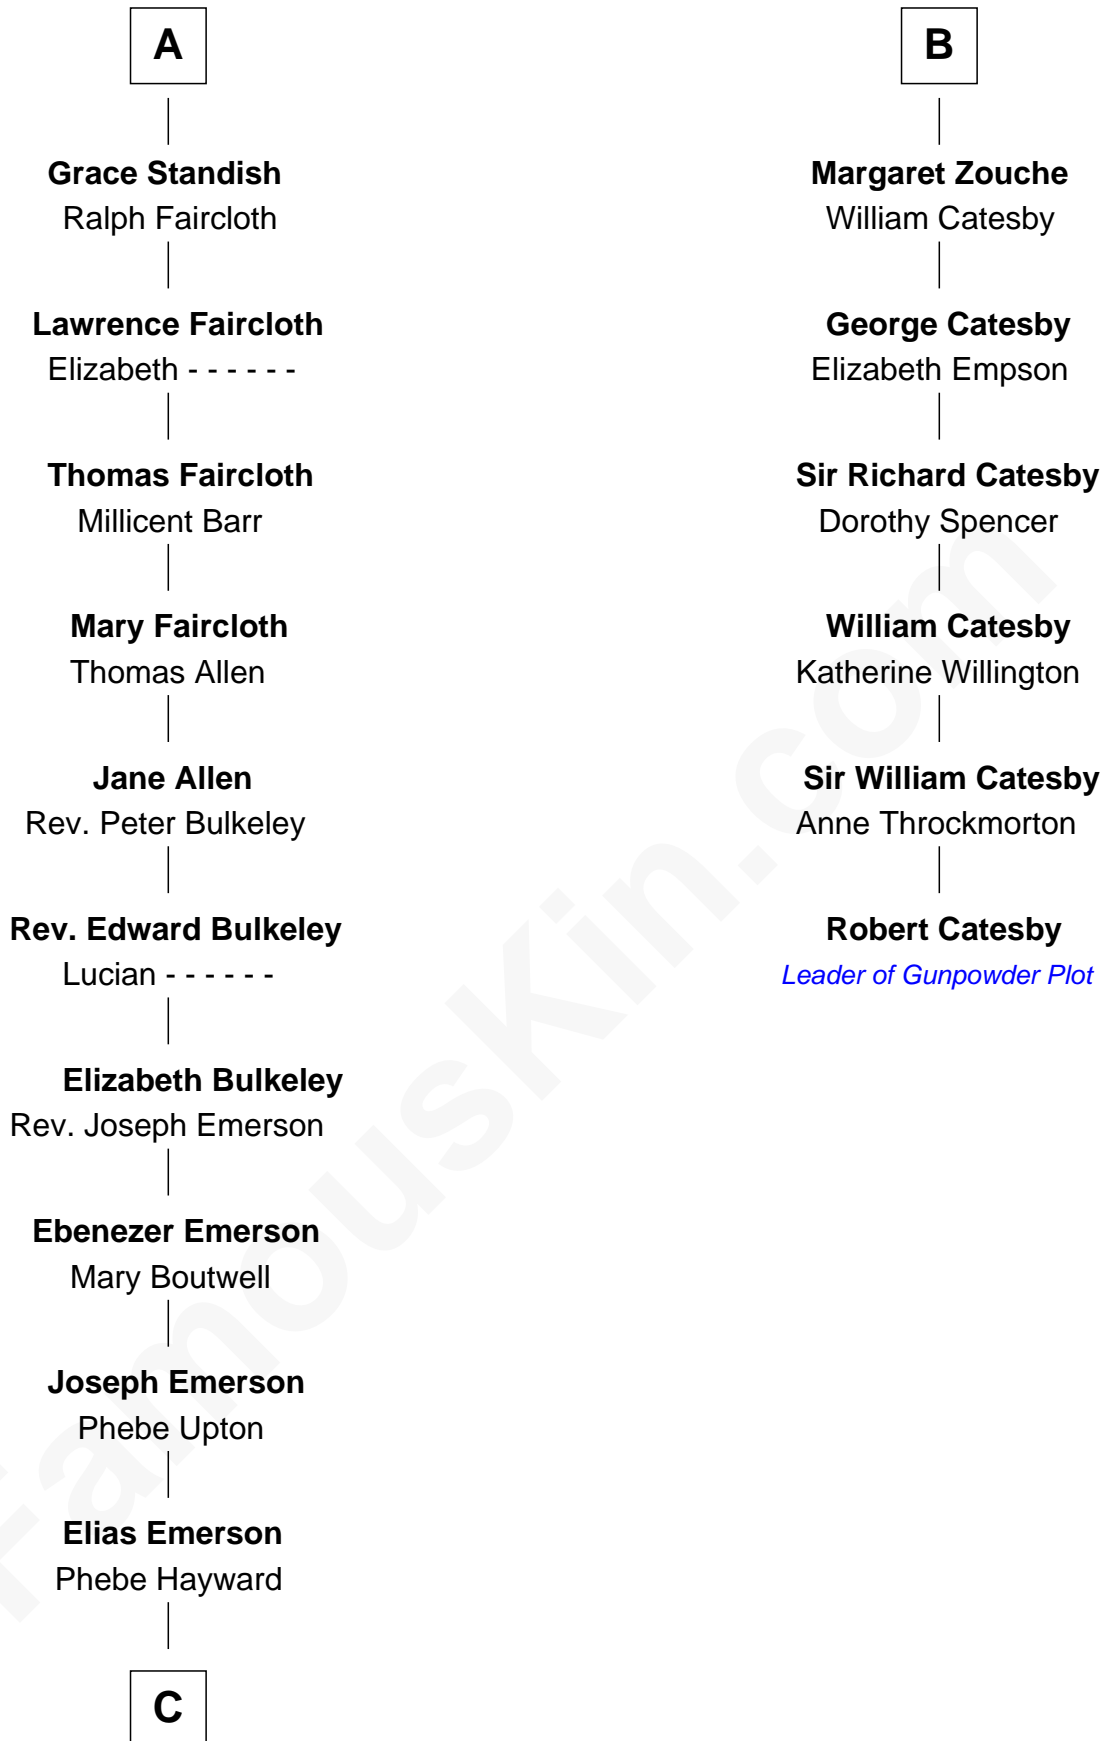 A
Grace Standish
Ralph Faircloth
Lawrence Faircloth
Elizabeth - - - - - -
Thomas Faircloth
Millicent Barr
Mary Faircloth
Thomas Allen
Jane Allen
Rev. Peter Bulkeley
Rev. Edward Bulkeley
Lucian - - - - - -
Elizabeth Bulkeley
Rev. Joseph Emerson
Ebenezer Emerson
Mary Boutwell
Joseph Emerson
Phebe Upton
Elias Emerson
Phebe Hayward
C
B
Margaret Zouche
William Catesby
George Catesby
Elizabeth Empson
Sir Richard Catesby
Dorothy Spencer
William Catesby
Katherine Willington
Sir William Catesby
Anne Throckmorton
Robert Catesby
Leader of Gunpowder Plot
FamousKin.com